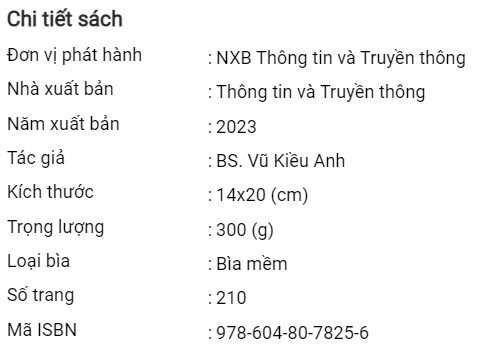 Chi tiết sách
Đơn vị phát hành : NXB Thông tin và Truyền thông
Nhà xuất bản : Thông tin và Truyền thông
Năm xuất bản : 2023
Tác giả : BS. Vũ Kiều Anh
Kích thước : 14x20 (cm)
Trọng lượng : 300 (g)
Loại bìa : Bìa mềm
Số trang : 210
Mã ISBN : 978-604-80-7825-6